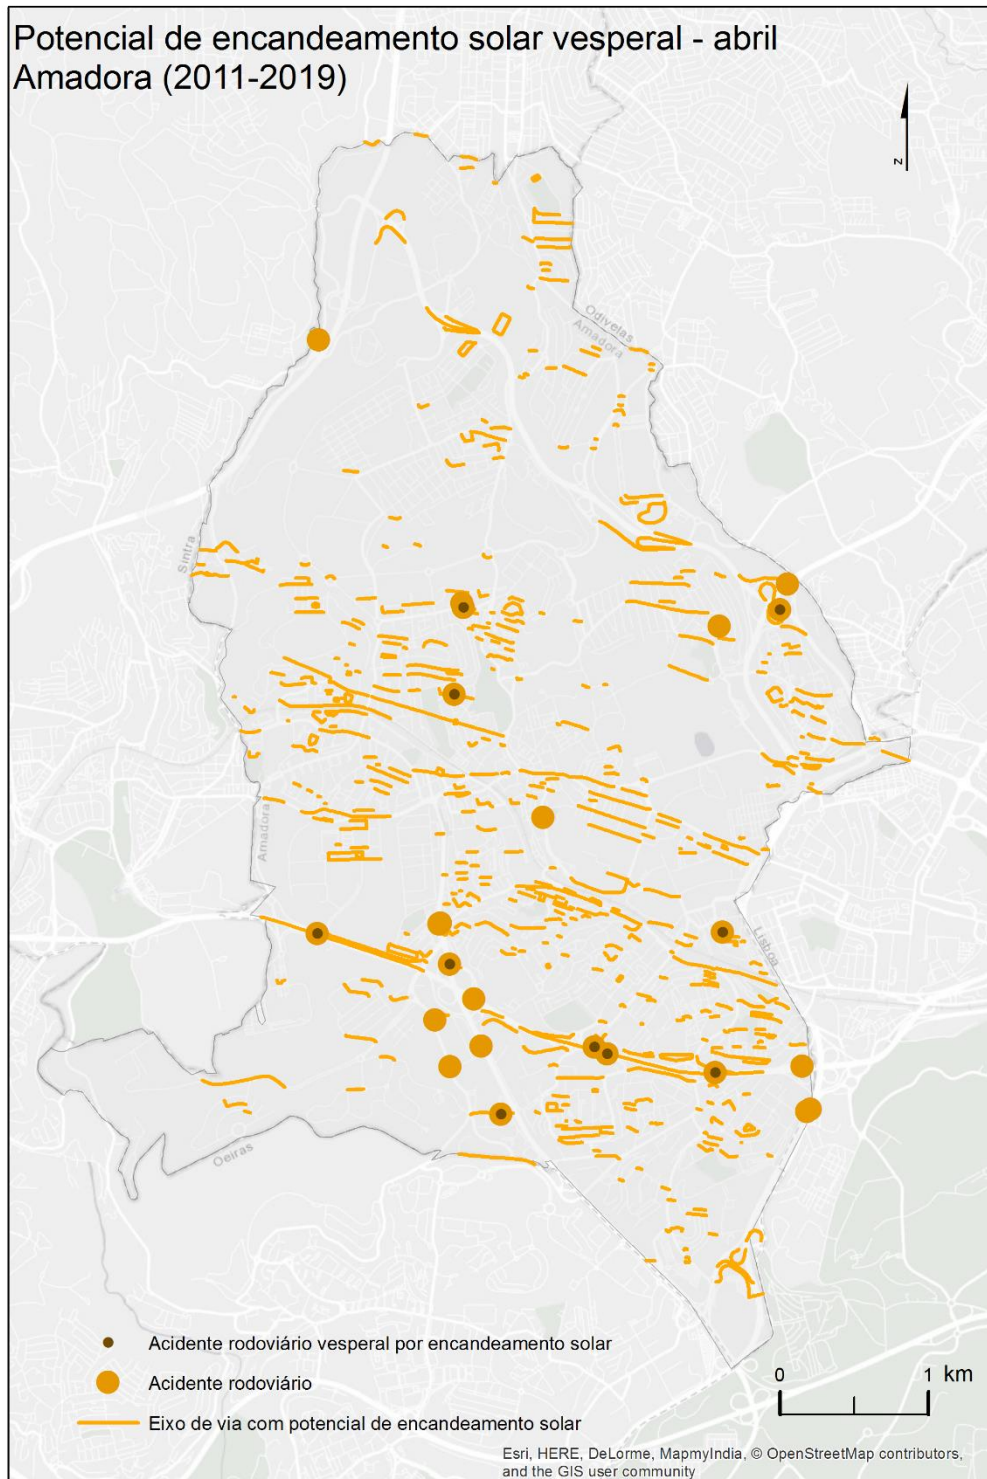 Potencial de encandeamento solar vesperal - abril
Amadora (2011-2019)
z
Odivelas
Amadora
Sintra
Amadora
Lisboa
Oeiras
Acidente rodoviário vesperal por encandeamento solar
Acidente rodoviário
Eixo de via com potencial de encandeamento solar
0 1 km
Esri, HERE, DeLorme, MapmyIndia, © OpenStreetMap contributors,
and the GIS user community